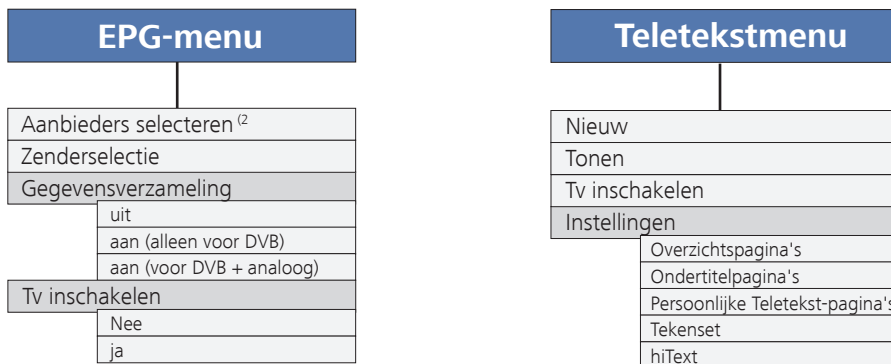 EPG-menu
Aanbieders selecteren (2
Zenderselectie
Gegevensverzameling
uit
aan (alleen voor DVB)
aan (voor DVB + analoog)
Tv inschakelen
Nee
ja
Teletekstmenu
Nieuw
Tonen
Tv inschakelen
Instellingen
Overzichtspagina's
Ondertitelpagina's
Persoonlijke Teletekst-pagina's
Tekenset
hiText